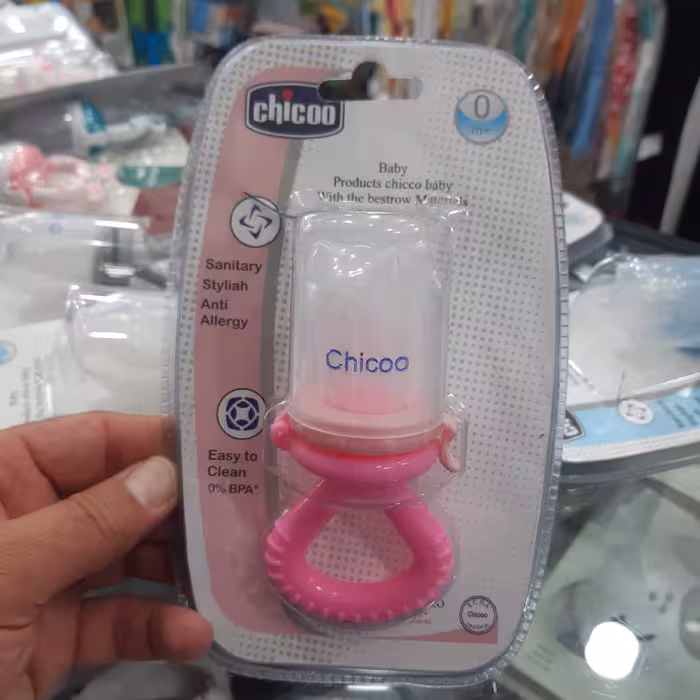 chicoo
0
m+
Baby
Products chicco baby
With the bestrow Materials
Sanitary
Styliah
Anti
Allergy
Chicoo
Easy to
Clean
0% BPA*
Chicoo